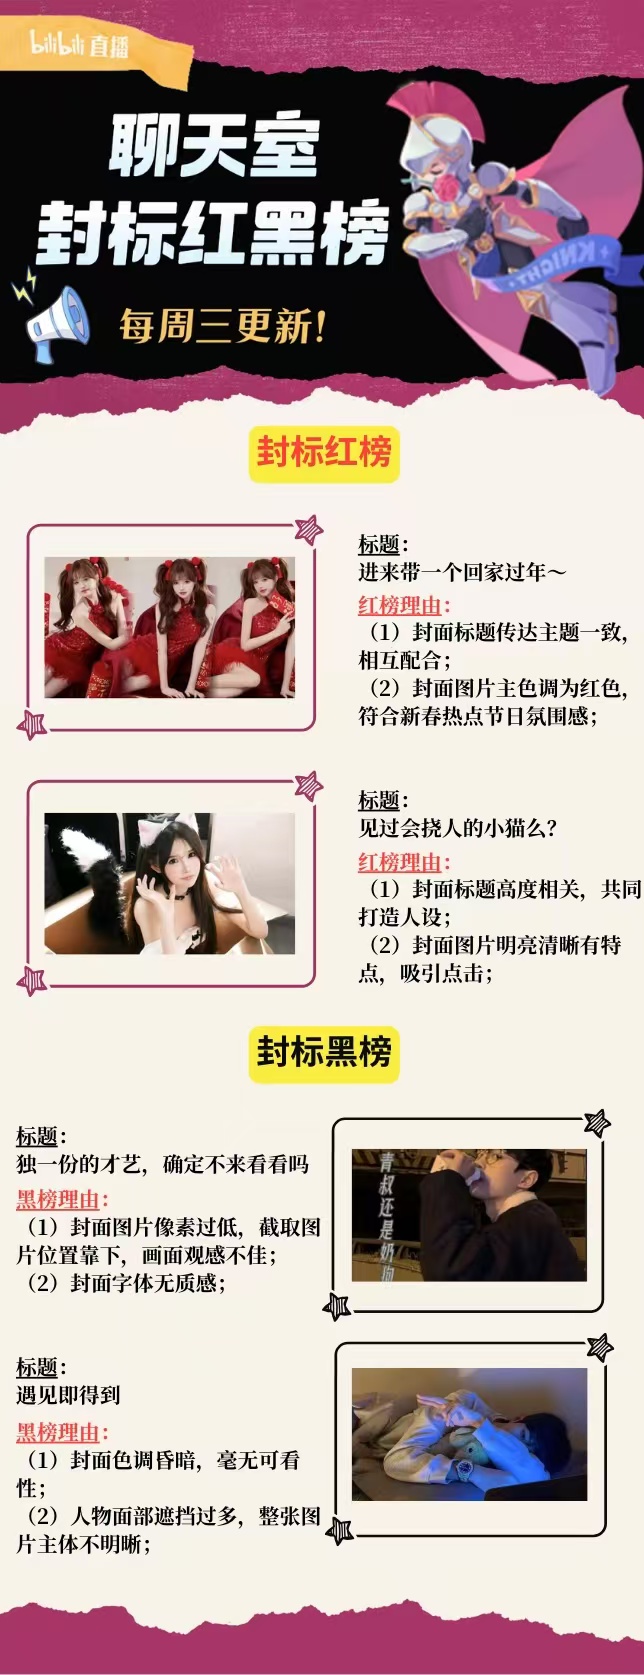 bilibili 直播
聊天室
封标红黑榜
KNIGHT
每周三更新!
封标红榜
标题：
进来带一个回家过年～
红榜理由：
（1）封面标题传达主题一致，
相互配合；
（2）封面图片主色调为红色，
符合新春热点节日氛围感；
标题：
见过会挠人的小猫么？
红榜理由：
（1）封面标题高度相关，共同
打造人设；
（2）封面图片明亮清晰有特
点，吸引点击；
封标黑榜
标题：
独一份的才艺，确定不来看看吗
黑榜理由：
（1）封面图片像素过低，截取图
片位置靠下，画面观感不佳；
（2）封面字体无质感；
青叔还是奶狗
标题：
遇见即得到
黑榜理由：
（1）封面色调昏暗，毫无可看
性；
（2）人物面部遮挡过多，整张图
片主体不明晰；